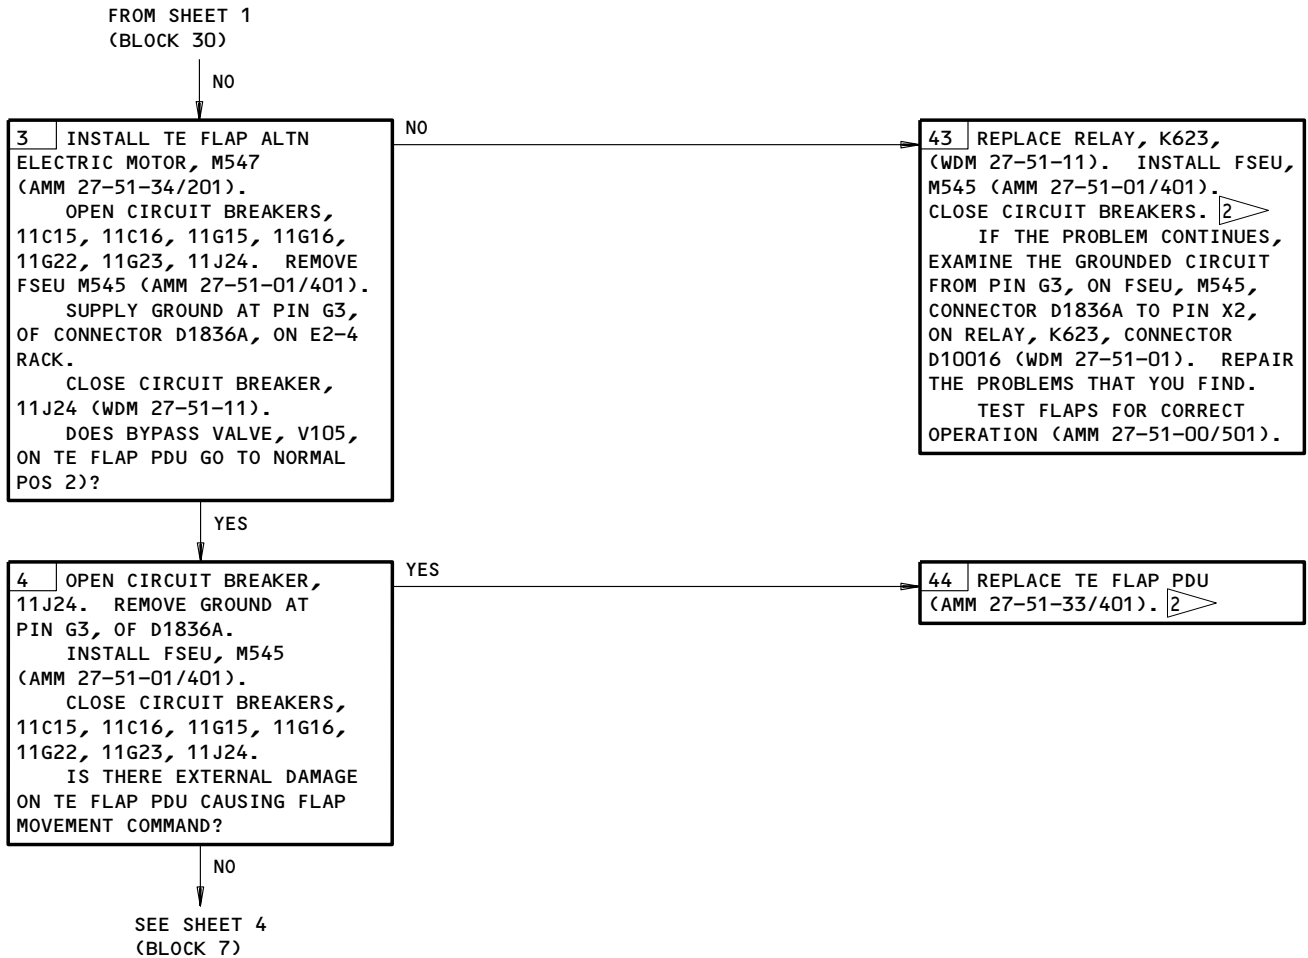 FROM SHEET 1
(BLOCK 30)
NO
3 INSTALL TE FLAP ALTN
ELECTRIC MOTOR, M547
(AMM 27-51-34/201).
OPEN CIRCUIT BREAKERS,
11C15, 11C16, 11G15, 11G16,
11G22, 11G23, 11J24. REMOVE
FSEU M545 (AMM 27-51-01/401).
SUPPLY GROUND AT PIN G3,
OF CONNECTOR D1836A, ON E2-4
RACK.
CLOSE CIRCUIT BREAKER,
11J24 (WDM 27-51-11).
DOES BYPASS VALVE, V105,
ON TE FLAP PDU GO TO NORMAL
POS 2)?
NO
43 REPLACE RELAY, K623,
(WDM 27-51-11). INSTALL FSEU,
M545 (AMM 27-51-01/401).
CLOSE CIRCUIT BREAKERS. 2
IF THE PROBLEM CONTINUES,
EXAMINE THE GROUNDED CIRCUIT
FROM PIN G3, ON FSEU, M545,
CONNECTOR D1836A TO PIN X2,
ON RELAY, K623, CONNECTOR
D10016 (WDM 27-51-01). REPAIR
THE PROBLEMS THAT YOU FIND.
TEST FLAPS FOR CORRECT
OPERATION (AMM 27-51-00/501).
YES
4 OPEN CIRCUIT BREAKER,
11J24. REMOVE GROUND AT
PIN G3, OF D1836A.
INSTALL FSEU, M545
(AMM 27-51-01/401).
CLOSE CIRCUIT BREAKERS,
11C15, 11C16, 11G15, 11G16,
11G22, 11G23, 11J24.
IS THERE EXTERNAL DAMAGE
ON TE FLAP PDU CAUSING FLAP
MOVEMENT COMMAND?
YES
44 REPLACE TE FLAP PDU
(AMM 27-51-33/401). 2
NO
SEE SHEET 4
(BLOCK 7)